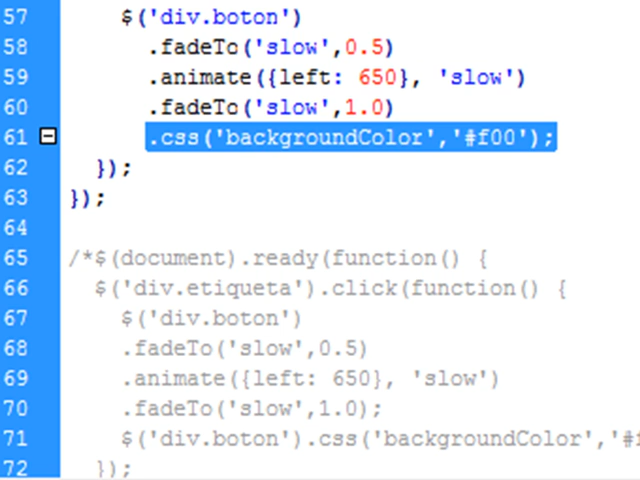 57 $('div.boton')
58 .fadeTo('slow',0.5)
59 .animate({left: 650}, 'slow')
60 .fadeTo('slow',1.0)
61 .css('backgroundColor','#f00');
62 });
63 });
64
65 /*$(document).ready(function() {
66 $('div.etiqueta').click(function() {
67 $('div.boton')
68 .fadeTo('slow',0.5)
69 .animate({left: 650}, 'slow')
70 .fadeTo('slow',1.0);
71 $('div.boton').css('backgroundColor','#f
72 });